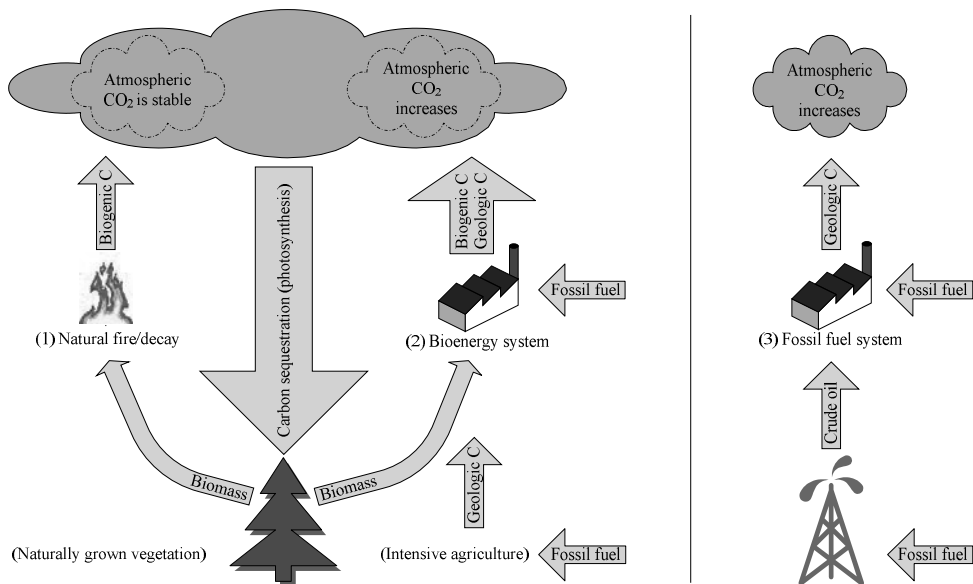 Atmospheric
CO₂ is stable
Atmospheric
CO₂
increases
Biogenic C
Carbon sequestration (photosynthesis)
Biogenic C
Geologic C
Fossil fuel
(1) Natural fire/decay
(2) Bioenergy system
Biomass
Biomass
Geologic C
(Naturally grown vegetation)
(Intensive agriculture)
Fossil fuel
Atmospheric
CO₂
increases
Geologic C
Fossil fuel
(3) Fossil fuel system
Crude oil
Fossil fuel